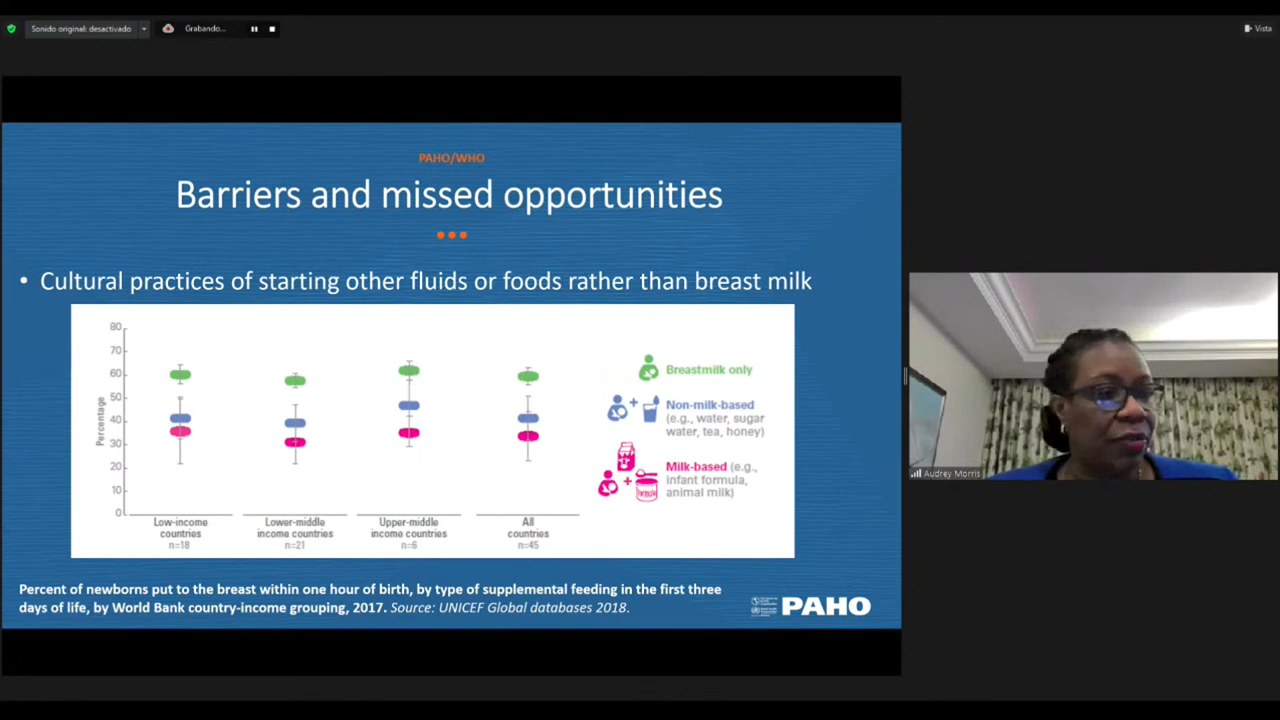 Sonido original: desactivado
Grabando...
Vista
PAHO/WHO
Barriers and missed opportunities
• Cultural practices of starting other fluids or foods rather than breast milk
80
70
60
50
40
30
20
10
0
Percentage
Low-income
countries
n=18
Lower-middle
income countries
n=21
Upper-middle
income countries
n=6
All
countries
n=45
Breastmilk only
Non-milk-based
(e.g., water, sugar
water, tea, honey)
Milk-based (e.g.,
infant formula,
animal milk)
Percent of newborns put to the breast within one hour of birth, by type of supplemental feeding in the first three
days of life, by World Bank country-income grouping, 2017. Source: UNICEF Global databases 2018.
PAHO
Audrey Morris